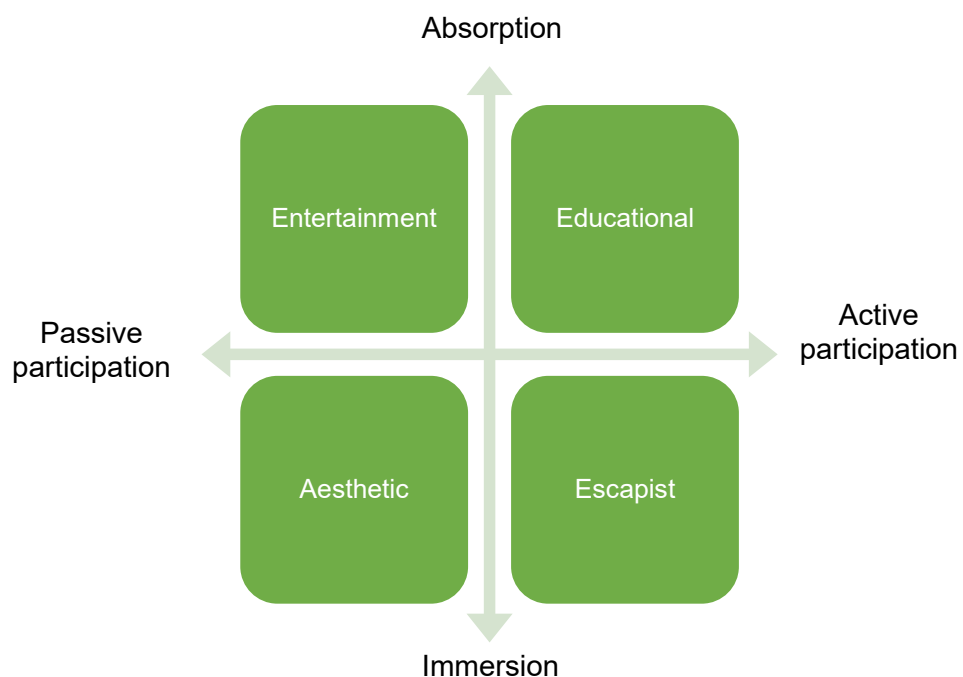 Absorption
Entertainment
Educational
Passive
participation
Active
participation
Aesthetic
Escapist
Immersion